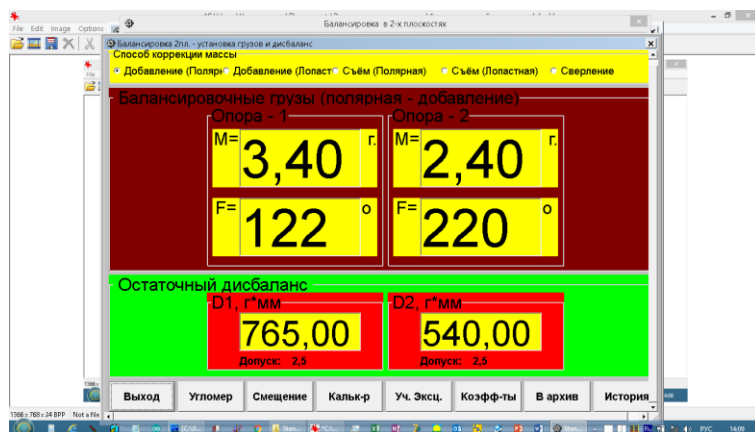 Балансировка в 2-х плоскостях
File Edit Image Options
Балансировка 2пл. - установка грузов и дисбаланс
Способ коррекции массы
Добавление (Поляр Добавление (Лопаст Съём (Полярная) Съём (Лопастная) Сверление
Балансировочные грузы (полярная - добавление)
Опора - 1 Опора - 2
M= 3,40 г. M= 2,40 г.
F= 122 о F= 220 о
Остаточный дисбаланс
D1, г*мм D2, г*мм
765,00 540,00
Допуск: 2,5 Допуск: 2,5
Выход Угломер Смещение Кальк-р Уч. Эксц. Коэфф-ты В архив История
1366 x 768 x 24 BPP Not a file
РУС 14:09